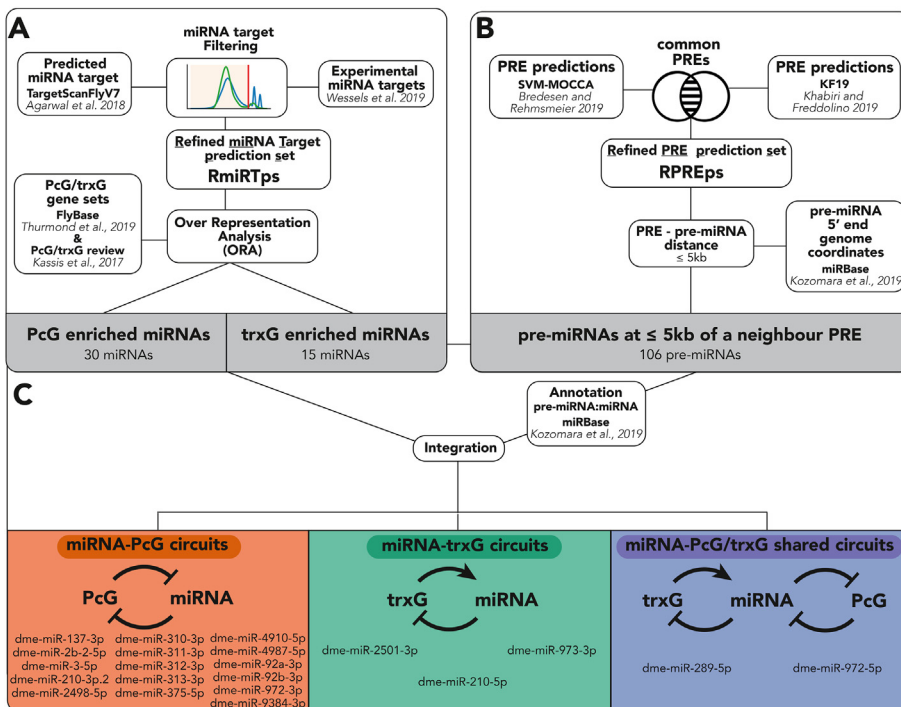 A
miRNA target
Filtering
Predicted
miRNA target
TargetScanFlyV7
Agarwal et al. 2018
Experimental
miRNA targets
Wessels et al. 2019
Refined miRNA Target
prediction set
RmiRTps
PcG/trxG
gene sets
FlyBase
Thurmond et al., 2019
&
PcG/trxG review
Kassis et al., 2017
Over Representation
Analysis
(ORA)
PcG enriched miRNAs
30 miRNAs
trxG enriched miRNAs
15 miRNAs
B
common
PREs
PRE predictions
SVM-MOCCA
Bredesen and
Rehmsmeier 2019
PRE predictions
KF19
Khabiri and
Freddolino 2019
Refined PRE prediction set
RPREps
PRE - pre-miRNA
distance
≤ 5kb
pre-miRNA
5' end
genome
coordinates
miRBase
Kozomara et al., 2019
pre-miRNAs at ≤ 5kb of a neighbour PRE
106 pre-miRNAs
C
Annotation
pre-miRNA:miRNA
miRBase
Kozomara et al., 2019
Integration
miRNA-PcG circuits
PcG miRNA
dme-miR-137-3p
dme-miR-2b-2-5p
dme-miR-3-5p
dme-miR-210-3p.2
dme-miR-2498-5p
dme-miR-310-3p
dme-miR-311-3p
dme-miR-312-3p
dme-miR-313-3p
dme-miR-375-5p
dme-miR-4910-5p
dme-miR-4987-5p
dme-miR-92a-3p
dme-miR-92b-3p
dme-miR-972-3p
dme-miR-9384-3p
miRNA-trxG circuits
trxG miRNA
dme-miR-2501-3p
dme-miR-973-3p
dme-miR-210-5p
miRNA-PcG/trxG shared circuits
trxG miRNA PcG
dme-miR-289-5p
dme-miR-972-5p